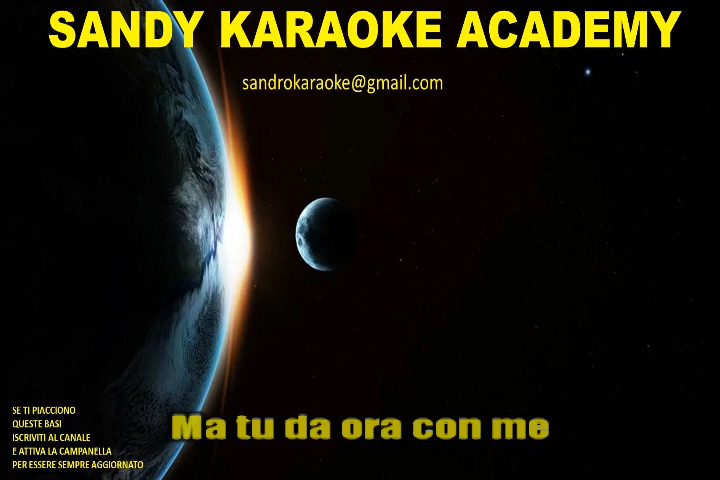 SANDY KARAOKE ACADEMY
sandrokaraoke@gmail.com
SE TI PIACCIONO
QUESTE BASI
ISCRIVITI AL CANALE
E ATTIVA LA CAMPANELLA
PER ESSERE SEMPRE AGGIORNATO
Ma tu da ora con me